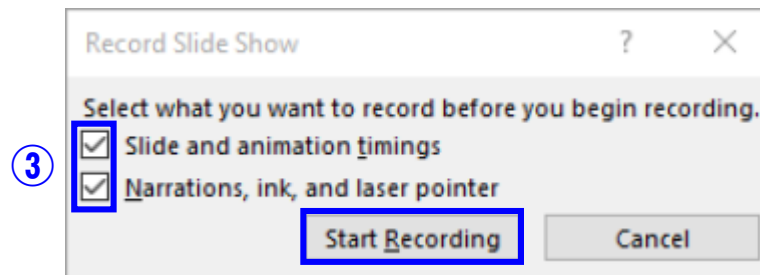 Record Slide Show ? ×
Select what you want to record before you begin recording.
③ Slide and animation timings
Narrations, ink, and laser pointer
Start Recording Cancel